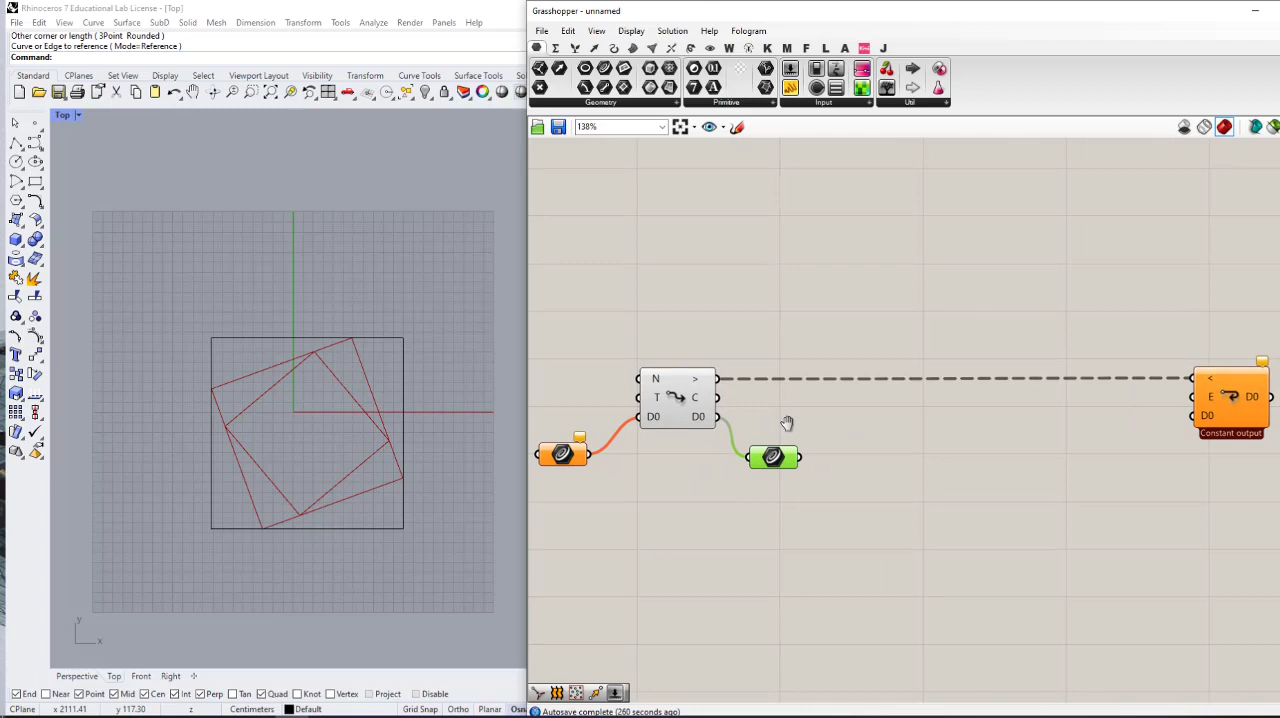 Rhinoceros 7 Educational Lab License - [Top]
File Edit View Curve Surface SubD Solid Mesh Dimension Transform Tools Analyze Render Panels Help
Other corner or length ( 3Point Rounded )
Curve or Edge to reference ( Mode=Reference )
Command:
Standard CPlanes Set View Display Select Viewport Layout Visibility Transform Curve Tools Surface Tools Solid
Top
y
x
Perspective Top Front Right
End Near Point Mid Cen Int Perp Tan Quad Knot Vertex Project Disable
CPlane x 2111.41 y 117.30 z Centimeters Default Grid Snap Ortho Planar Osn
Grasshopper - unnamed
File Edit View Display Solution Help Fologram
Σ W K M F L A J
Geometry Primitive Input Util
138%
N > 
T C
D0 D0
<
E D0
D0
Constant output
Autosave complete (260 seconds ago)